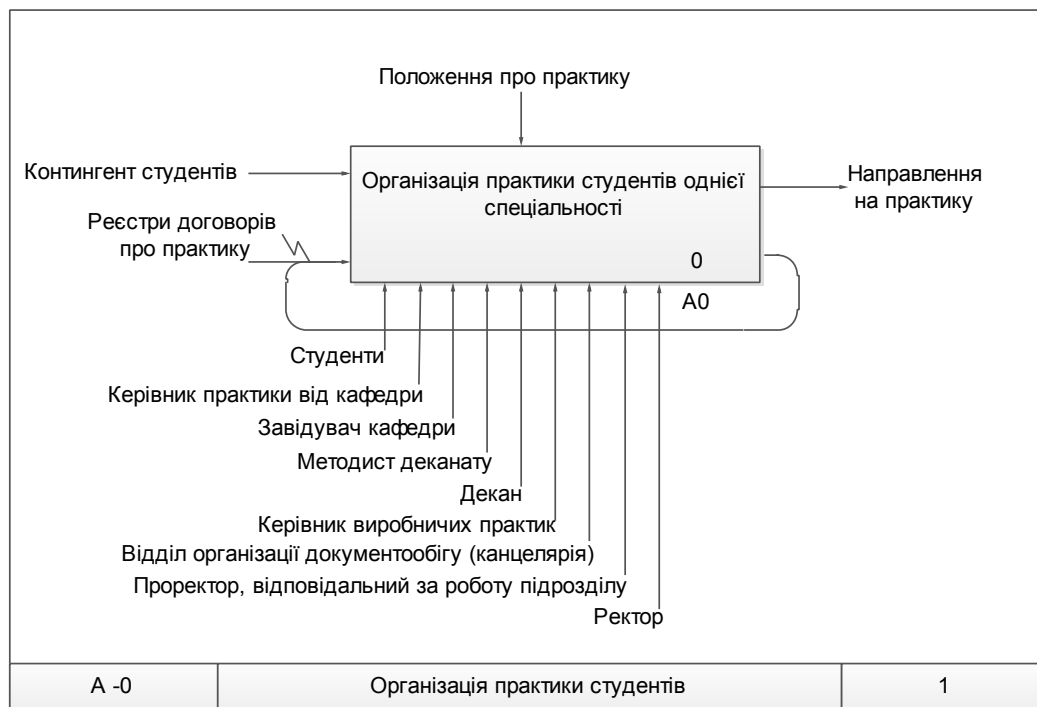 Положення про практику
Контингент студентів
Організація практики студентів однієї
спеціальності
Направлення
на практику
Реєстри договорів
про практику
0
А0
Студенти
Керівник практики від кафедри
Завідувач кафедри
Методист деканату
Декан
Керівник виробничих практик
Відділ організації документообігу (канцелярія)
Проректор, відповідальний за роботу підрозділу
Ректор
А -0
Організація практики студентів
1